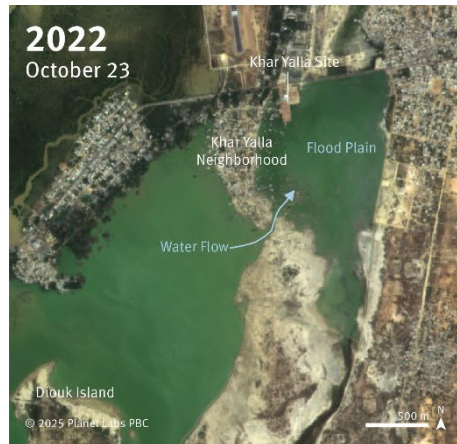 2022
October 23
Khar Yalla Site
Khar Yalla
Neighborhood
Flood Plain
Water Flow
Diouk Island
© 2025 Planet Labs PBC
500 m
N